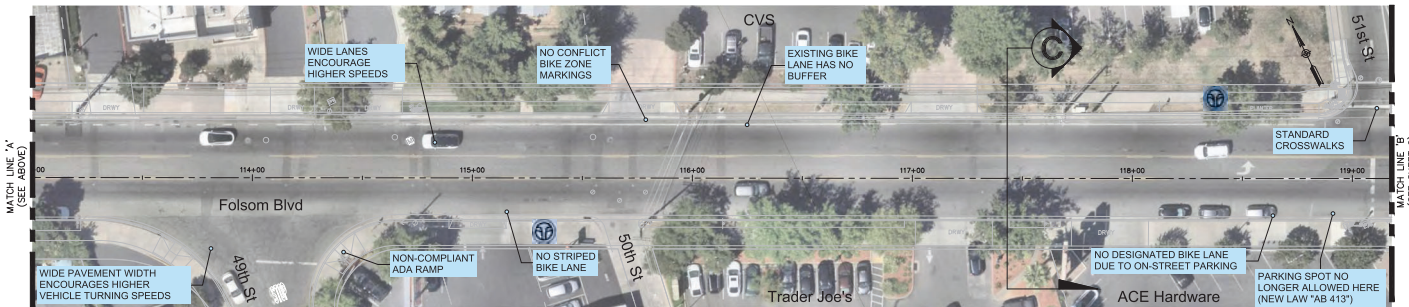 CVS
51st St
C
N
WIDE LANES
ENCOURAGE
HIGHER SPEEDS
NO CONFLICT
BIKE ZONE
MARKINGS
EXISTING BIKE
LANE HAS NO
BUFFER
STANDARD
CROSSWALKS
DRWY
DRWY
DRWY
MATCH LINE "A"
(SEE ABOVE)
MATCH LINE "B"
00
114+00
115+00
116+00
117+00
118+00
119+00
Folsom Blvd
49th St
50th St
WIDE PAVEMENT WIDTH
ENCOURAGES HIGHER
VEHICLE TURNING SPEEDS
NON-COMPLIANT
ADA RAMP
NO STRIPED
BIKE LANE
Trader Joe's
DRWY
DRWY
NO DESIGNATED BIKE LANE
DUE TO ON-STREET PARKING
ACE Hardware
PARKING SPOT NO
LONGER ALLOWED HERE
(NEW LAW "AB 413")